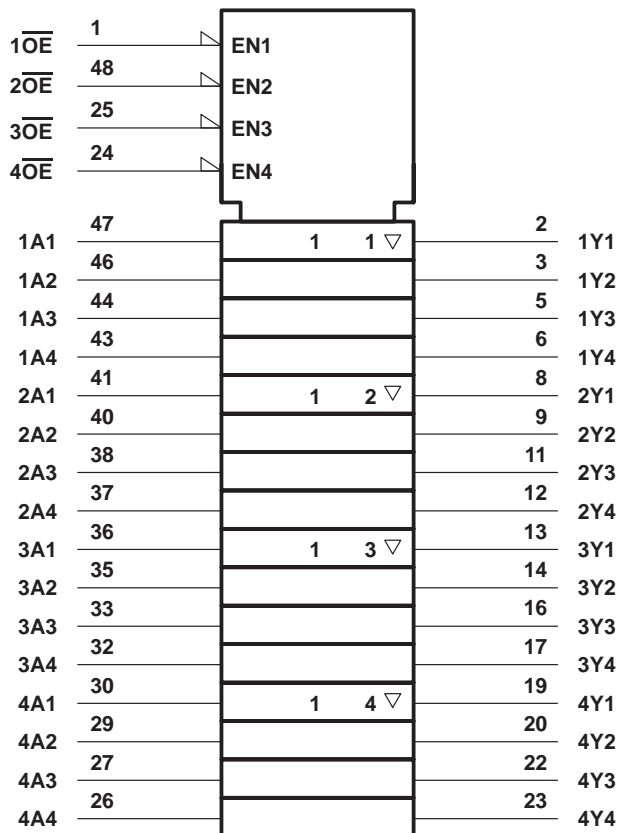 1O̅E̅ 1 EN1
2O̅E̅ 48 EN2
3O̅E̅ 25 EN3
4O̅E̅ 24 EN4
1A1 47 1 1 ▽ 2 1Y1
1A2 46 3 1Y2
1A3 44 5 1Y3
1A4 43 6 1Y4
2A1 41 1 2 ▽ 8 2Y1
2A2 40 9 2Y2
2A3 38 11 2Y3
2A4 37 12 2Y4
3A1 36 1 3 ▽ 13 3Y1
3A2 35 14 3Y2
3A3 33 16 3Y3
3A4 32 17 3Y4
4A1 30 1 4 ▽ 19 4Y1
4A2 29 20 4Y2
4A3 27 22 4Y3
4A4 26 23 4Y4